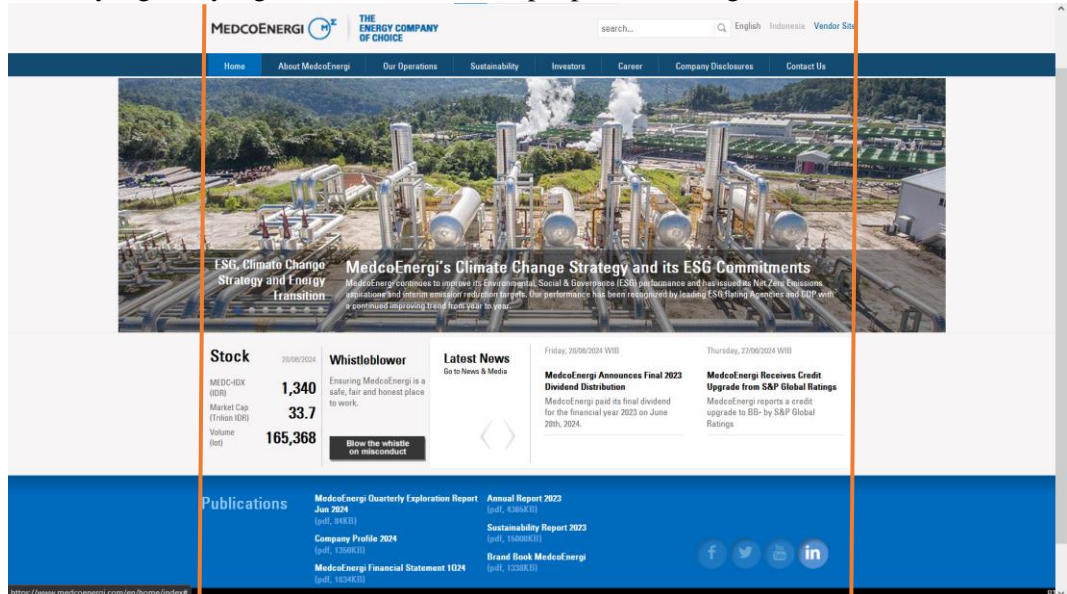 MEDCOENERGI
THE
ENERGY COMPANY
OF CHOICE
search...
English Indonesia Vendor Site
Home About MedcoEnergi Our Operations Sustainability Investors Career Company Disclosures Contact Us
ESG, Climate Change
Strategy and Energy
Transition
MedcoEnergi's Climate Change Strategy and its ESG Commitments
MedcoEnergi continues to improve its Environmental, Social & Governance (ESG) performance and has issued its Net Zero Emissions
aspirations and interim emission reduction targets. Our performance has been recognized by leading ESG Rating Agencies and CDP with
a continued improving trend from year to year.
Stock 20/06/2024
MEDC-IDX
(IDR)
1,340
Market Cap
(Trilion IDR)
33.7
Volume
(lot)
165,368
Whistleblower
Ensuring MedcoEnergi is a
safe, fair and honest place
to work.
Blow the whistle
on misconduct
Latest News
Go to News & Media
Friday, 28/06/2024 WIB
MedcoEnergi Announces Final 2023
Dividend Distribution
MedcoEnergi paid its final dividend
for the financial year 2023 on June
28th, 2024.
Thursday, 27/06/2024 WIB
MedcoEnergi Receives Credit
Upgrade from S&P Global Ratings
MedcoEnergi reports a credit
upgrade to BB- by S&P Global
Ratings
Publications
MedcoEnergi Quarterly Exploration Report
Jun 2024
(pdf, 84KB)
Company Profile 2024
(pdf, 1350KB)
MedcoEnergi Financial Statement 1Q24
(pdf, 1834KB)
Annual Report 2023
(pdf, 4365KB)
Sustainability Report 2023
(pdf, 15000KB)
Brand Book MedcoEnergi
(pdf, 1338KB)
https://www.medcoenergi.com/en/home/index#